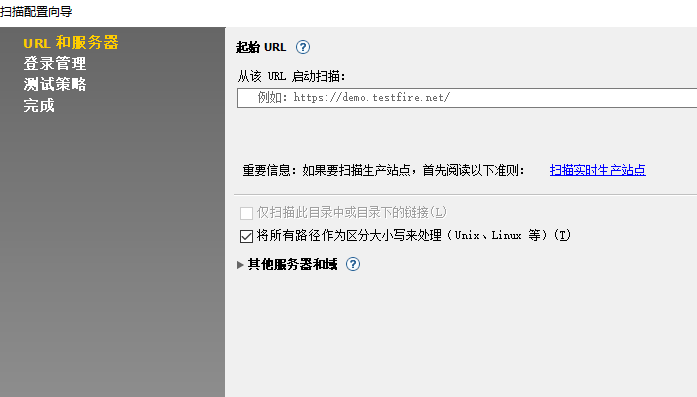 扫描配置向导
URL 和服务器
登录管理
测试策略
完成
起始 URL ?
从该 URL 启动扫描：
例如：https://demo.testfire.net/
重要信息：如果要扫描生产站点，首先阅读以下准则： 扫描实时生产站点
仅扫描此目录中或目录下的链接(L)
将所有路径作为区分大小写来处理（Unix、Linux 等）(T)
其他服务器和域 ?